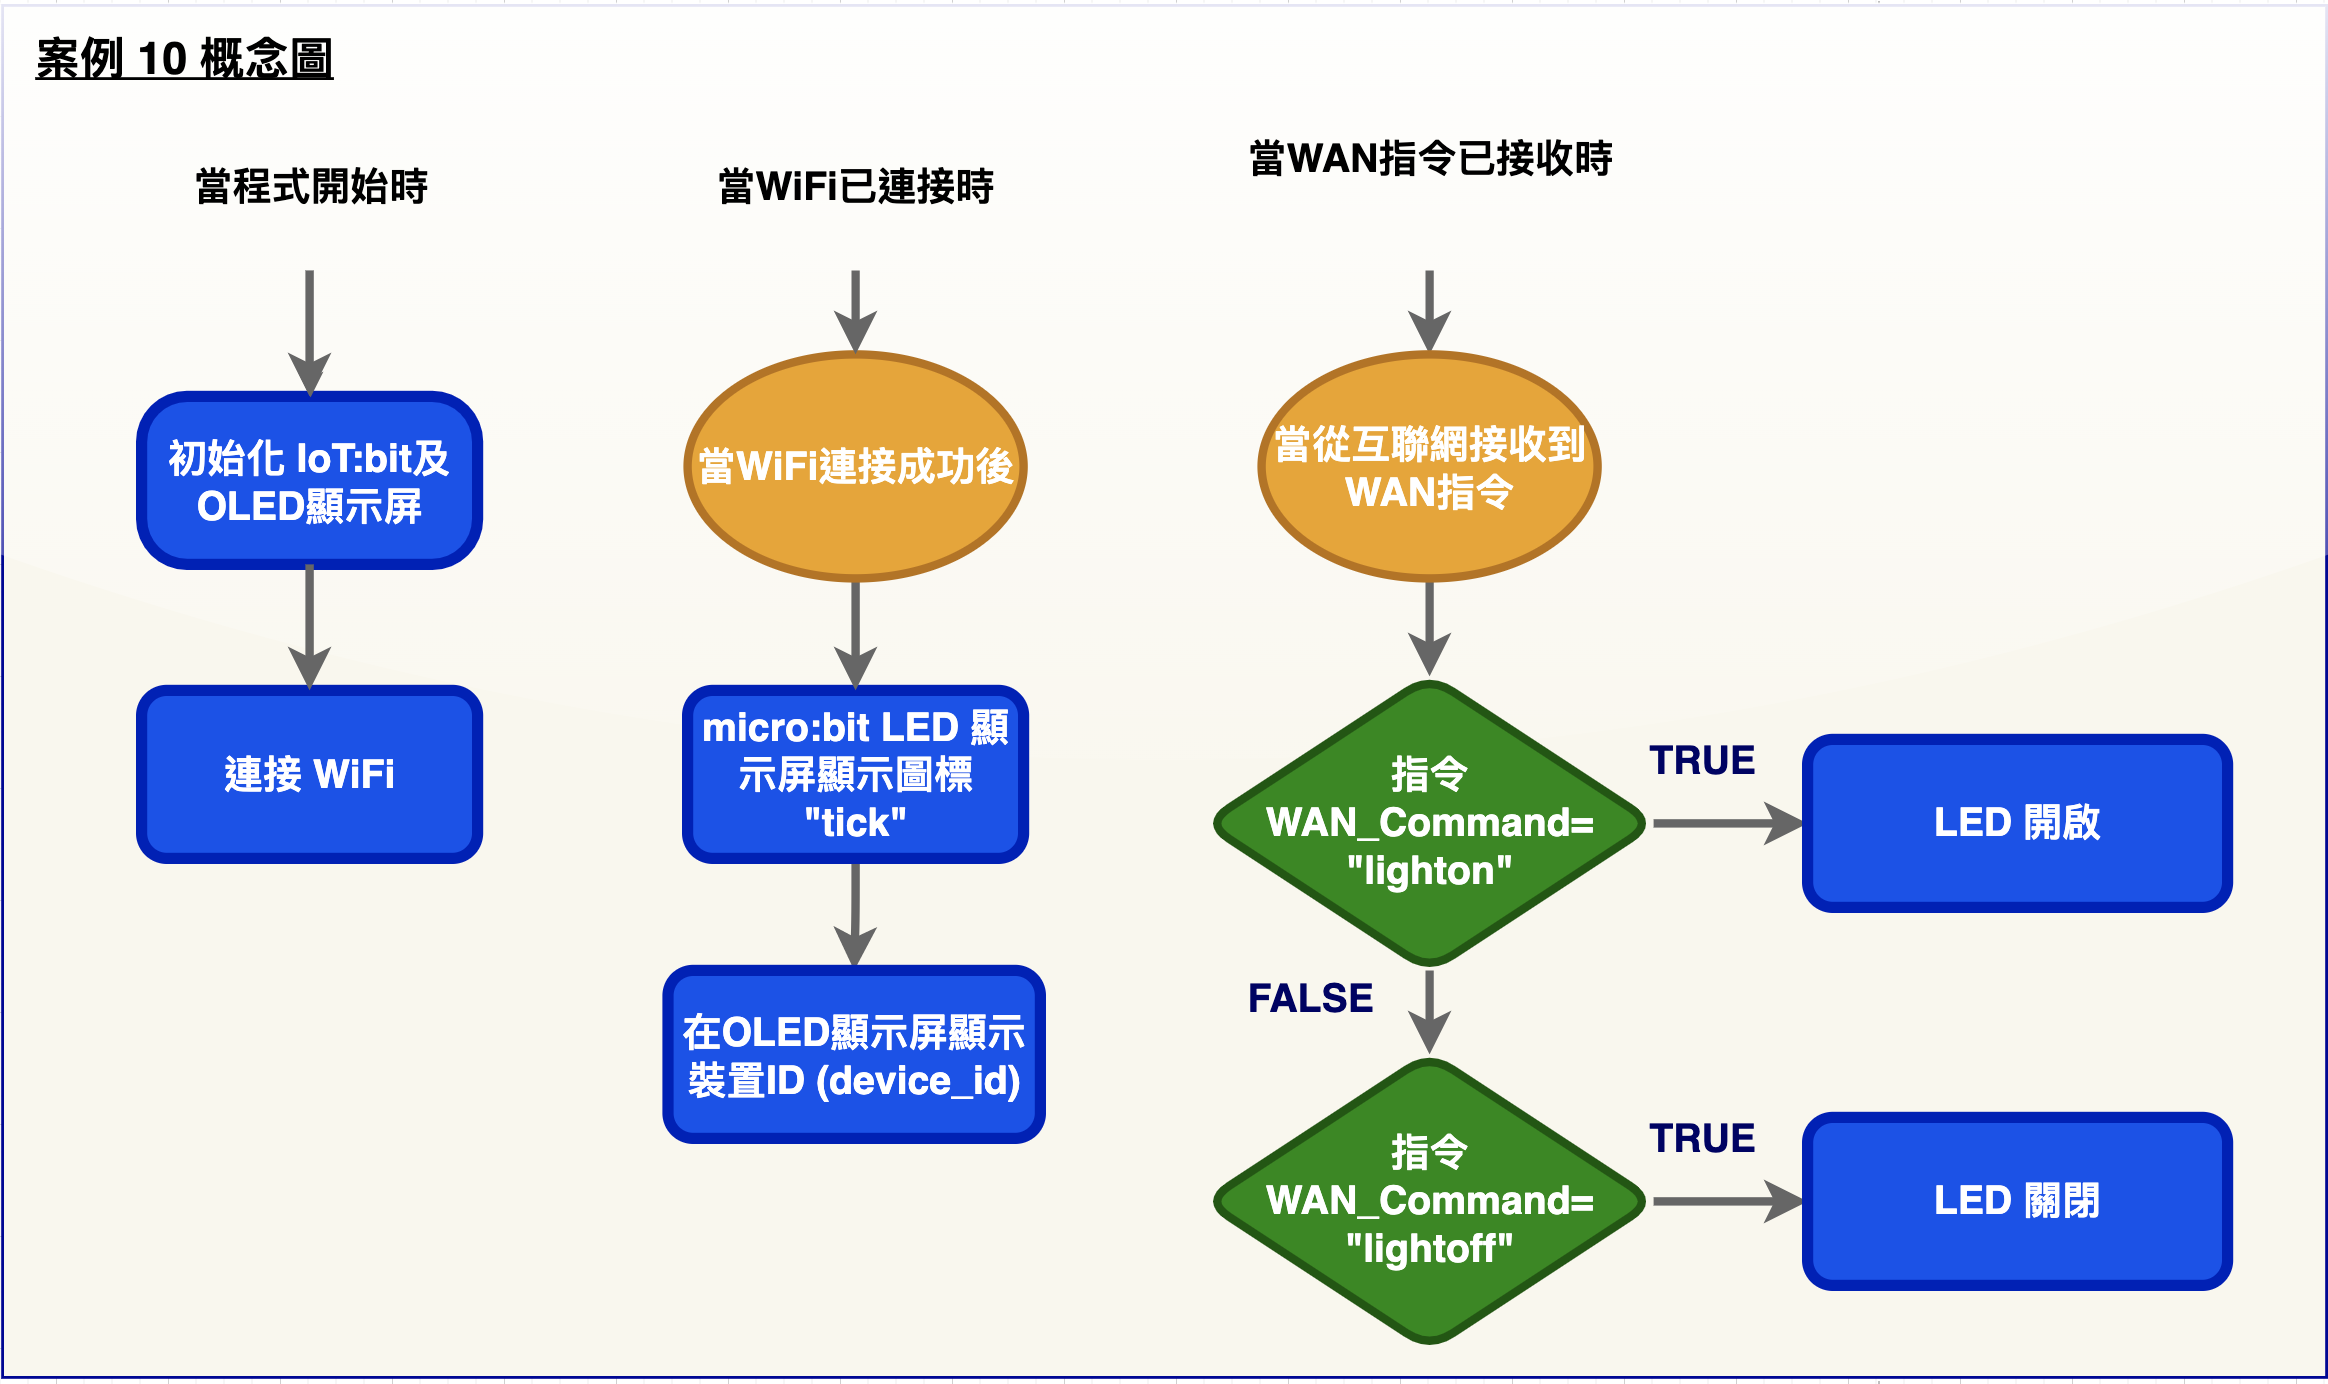 案例 10 概念圖
當程式開始時
初始化 IoT:bit及
OLED顯示屏
連接 WiFi
當WiFi已連接時
當WiFi連接成功後
micro:bit LED 顯
示屏顯示圖標
"tick"
在OLED顯示屏顯示
裝置ID (device_id)
當WAN指令已接收時
當從互聯網接收到
WAN指令
指令
WAN_Command=
"lighton"
TRUE
LED 開啟
FALSE
指令
WAN_Command=
"lightoff"
TRUE
LED 關閉